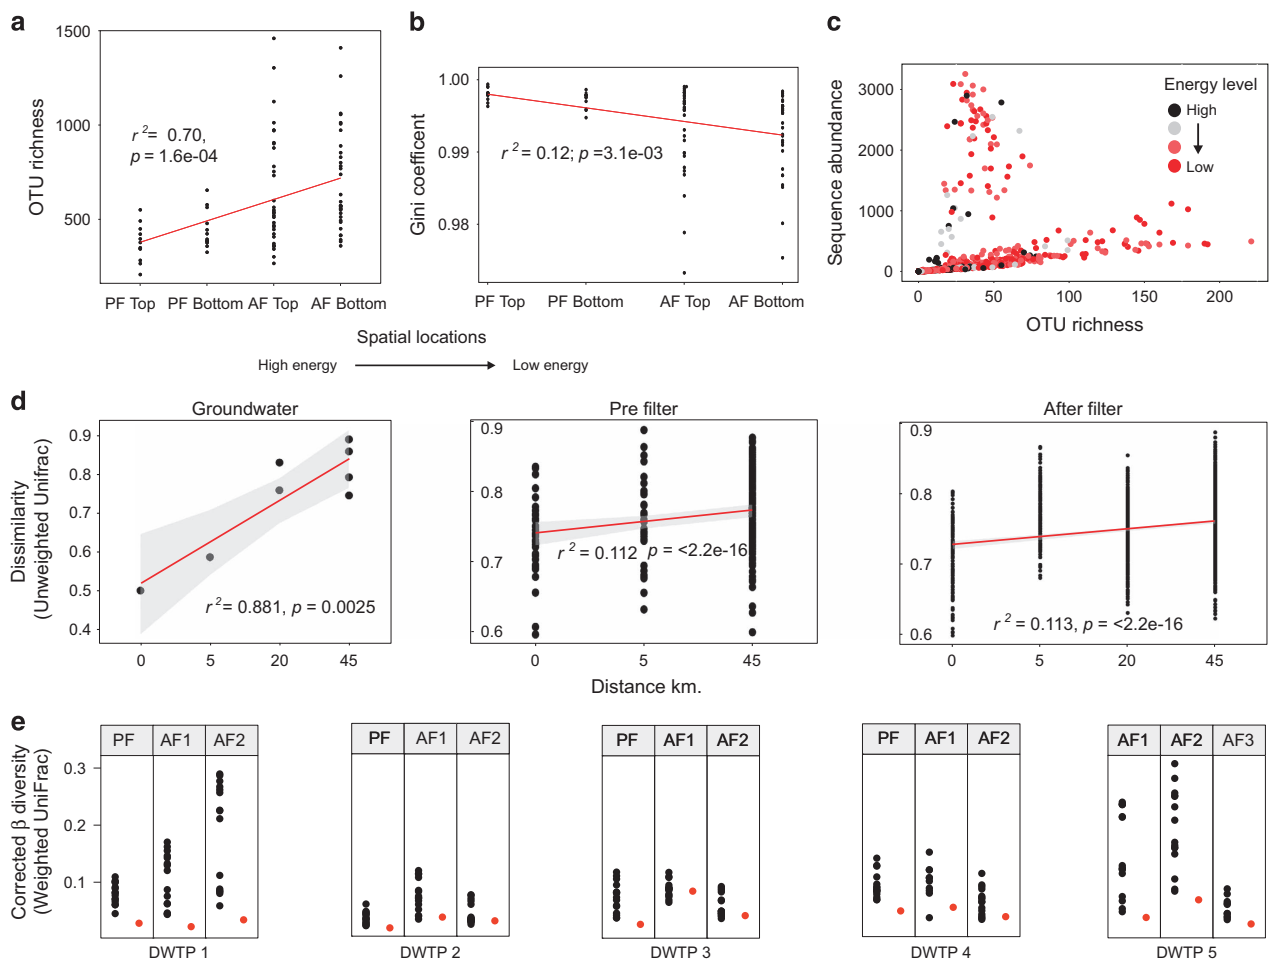 a
OTU richness
1500
1000
500
r² = 0.70,
p = 1.6e-04
PF Top PF Bottom AF Top AF Bottom
b
Gini coefficent
1.00
0.99
0.98
r² = 0.12; p =3.1e-03
PF Top PF Bottom AF Top AF Bottom
Spatial locations
High energy Low energy
c
Sequence abundance
3000
2000
1000
0
Energy level
High
Low
0 50 100 150 200
OTU richness
d
Dissimilarity
(Unweighted Unifrac)
Groundwater
0.9
0.8
0.7
0.6
0.5
0.4
r² = 0.881, p = 0.0025
0 5 20 45
Pre filter
0.9
0.8
0.7
0.6
r² = 0.112 p = <2.2e-16
0 5 45
Distance km.
After filter
0.9
0.8
0.7
0.6
r² = 0.113, p = <2.2e-16
0 5 20 45
e
Corrected β diversity
(Weighted UniFrac)
0.3
0.2
0.1
PF AF1 AF2
DWTP 1
PF AF1 AF2
DWTP 2
PF AF1 AF2
DWTP 3
PF AF1 AF2
DWTP 4
AF1 AF2 AF3
DWTP 5